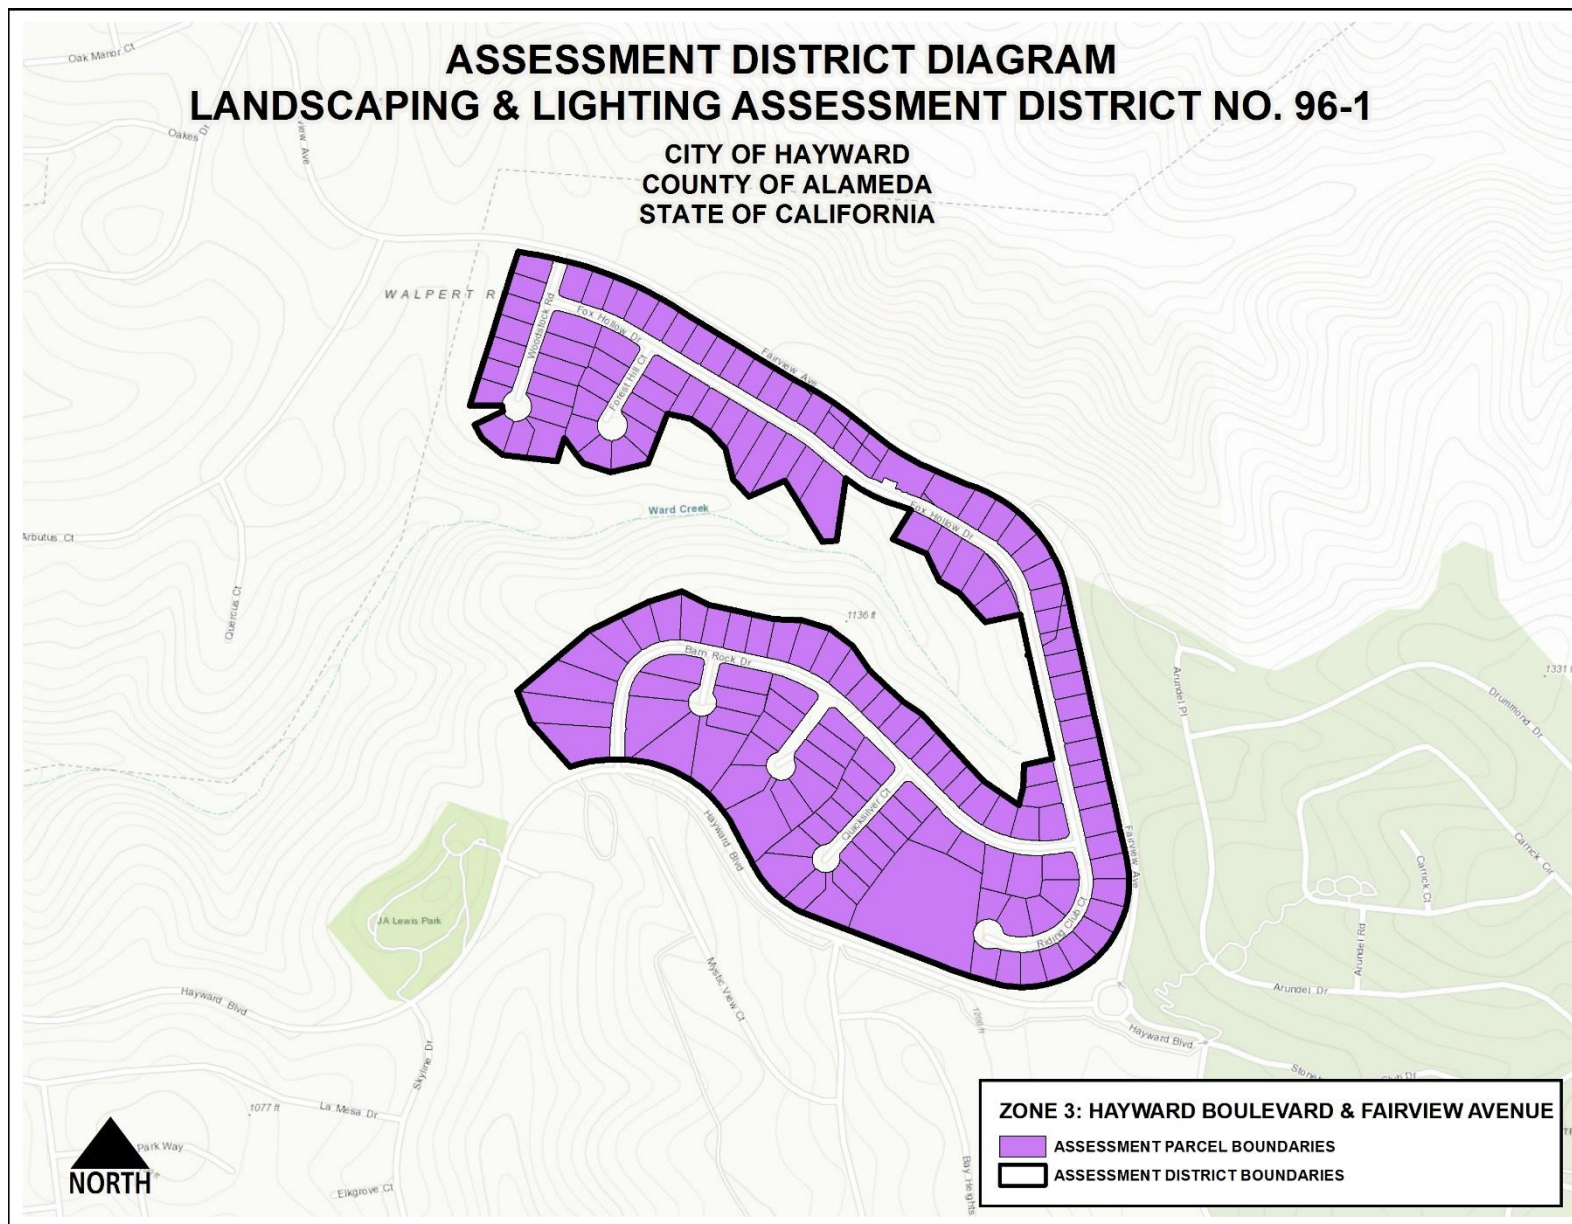 ASSESSMENT DISTRICT DIAGRAM
LANDSCAPING & LIGHTING ASSESSMENT DISTRICT NO. 96-1
CITY OF HAYWARD
COUNTY OF ALAMEDA
STATE OF CALIFORNIA
Oak Manor Ct
Oakes Dr
view Ave
WALPERT R
Woodstock Rd
Fox Hollow Dr
Forest Hill Ct
Fairview Ave
Ward Creek
Fox Hollow Dr
Arbutus Ct
Quercus Ct
1136 ft
Barn Rock Dr
Arundel Pl
Drummond Dr
1331 f
Quicksilver Ct
Hayward Blvd
Fairview Ave
Carrick Cir
Carrick Ct
JA Lewis Park
Riding Club Ct
Arundel Rd
Mystic View Ct
Arundel Dr
Hayward Blvd
1200 ft
Hayward Blvd
Skyline Dr
Club Dr
1077 ft
La Mesa Dr
Park Way
Elkgrove Ct
Bay Heights
NORTH
ZONE 3: HAYWARD BOULEVARD & FAIRVIEW AVENUE
ASSESSMENT PARCEL BOUNDARIES
ASSESSMENT DISTRICT BOUNDARIES